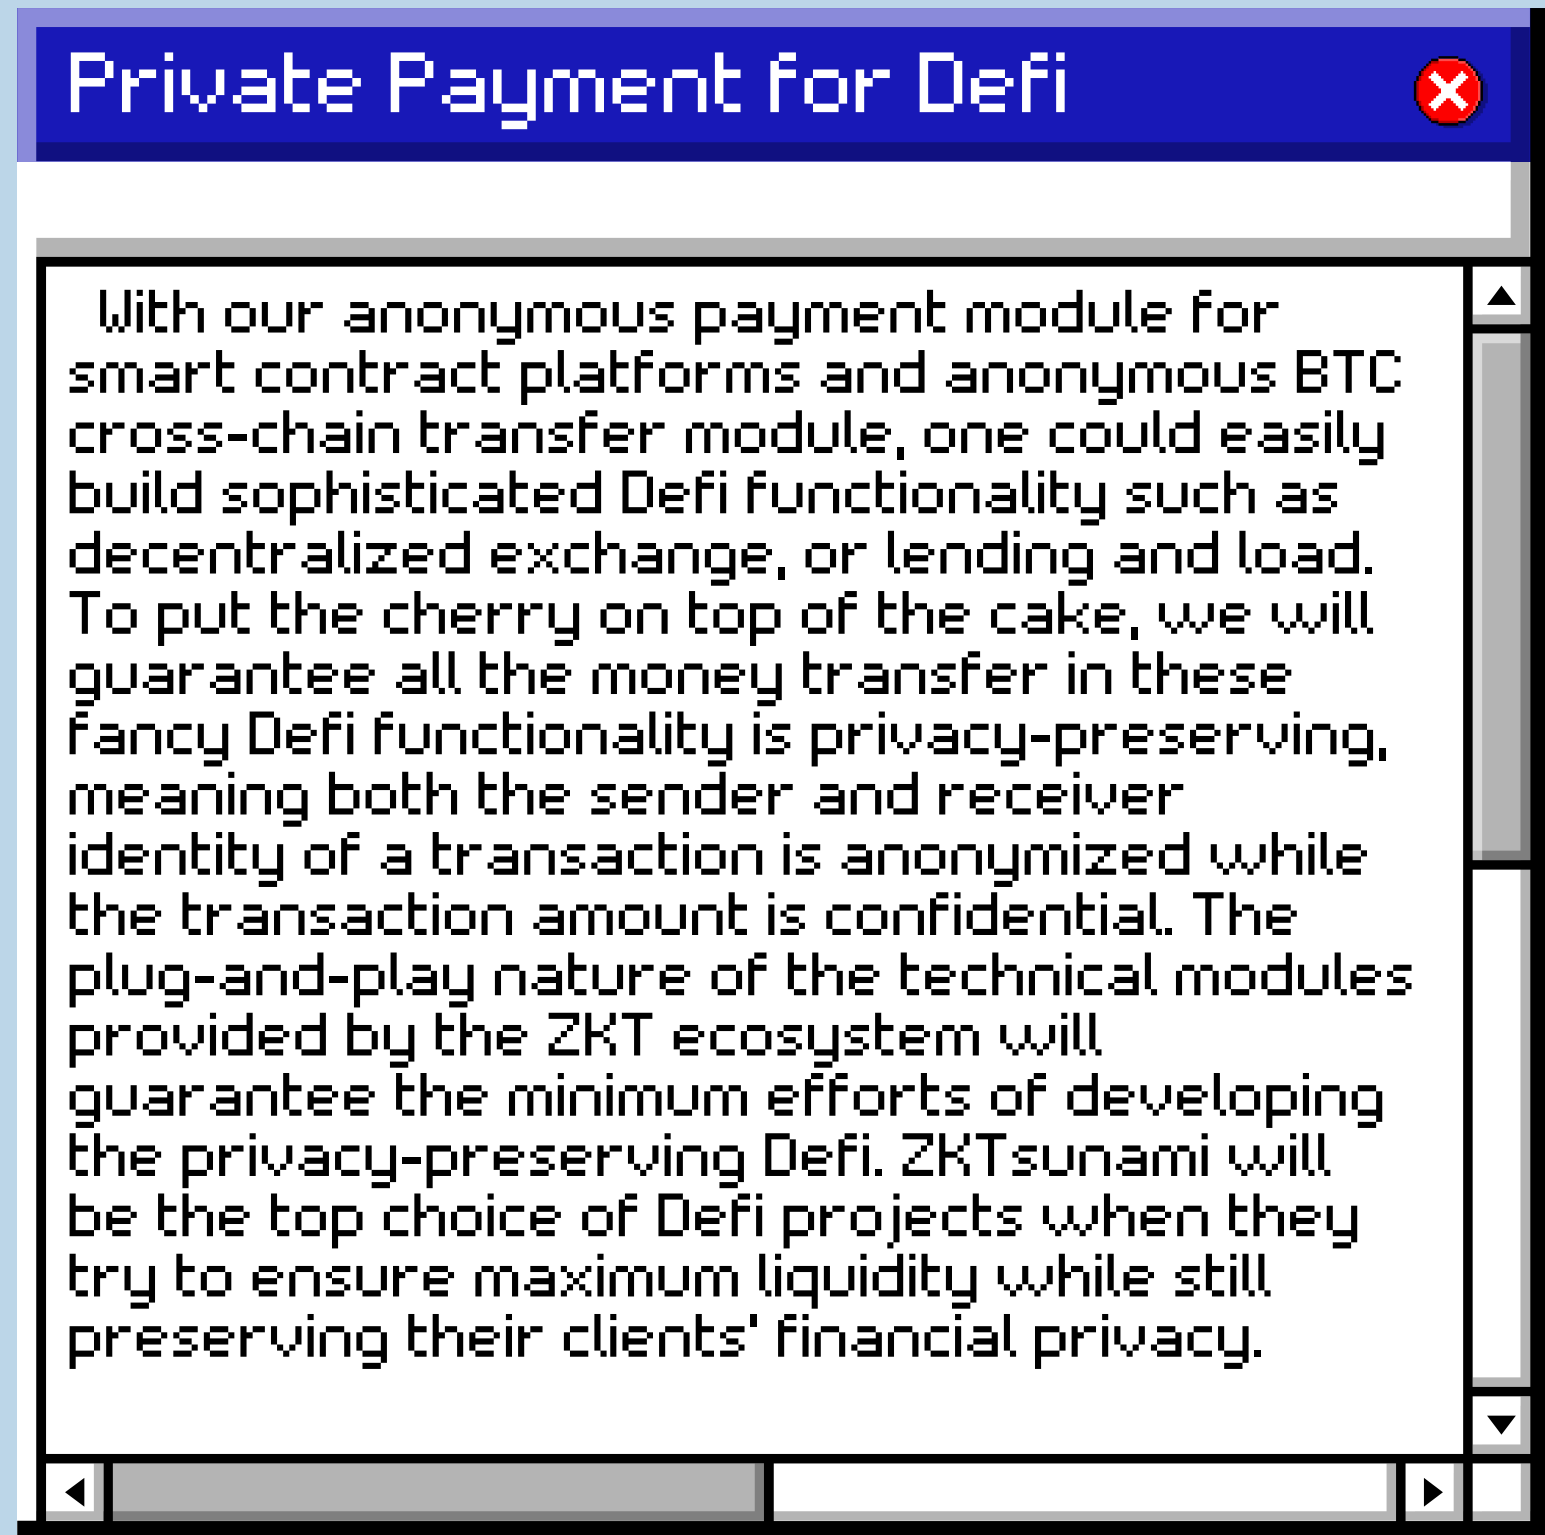 Private Payment for Defi
With our anonymous payment module for
smart contract platforms and anonymous BTC
cross-chain transfer module, one could easily
build sophisticated Defi functionality such as
decentralized exchange, or lending and load.
To put the cherry on top of the cake, we will
guarantee all the money transfer in these
fancy Defi functionality is privacy-preserving,
meaning both the sender and receiver
identity of a transaction is anonymized while
the transaction amount is confidential. The
plug-and-play nature of the technical modules
provided by the ZKT ecosystem will
guarantee the minimum efforts of developing
the privacy-preserving Defi. ZKTsunami will
be the top choice of Defi projects when they
try to ensure maximum liquidity while still
preserving their clients' financial privacy.